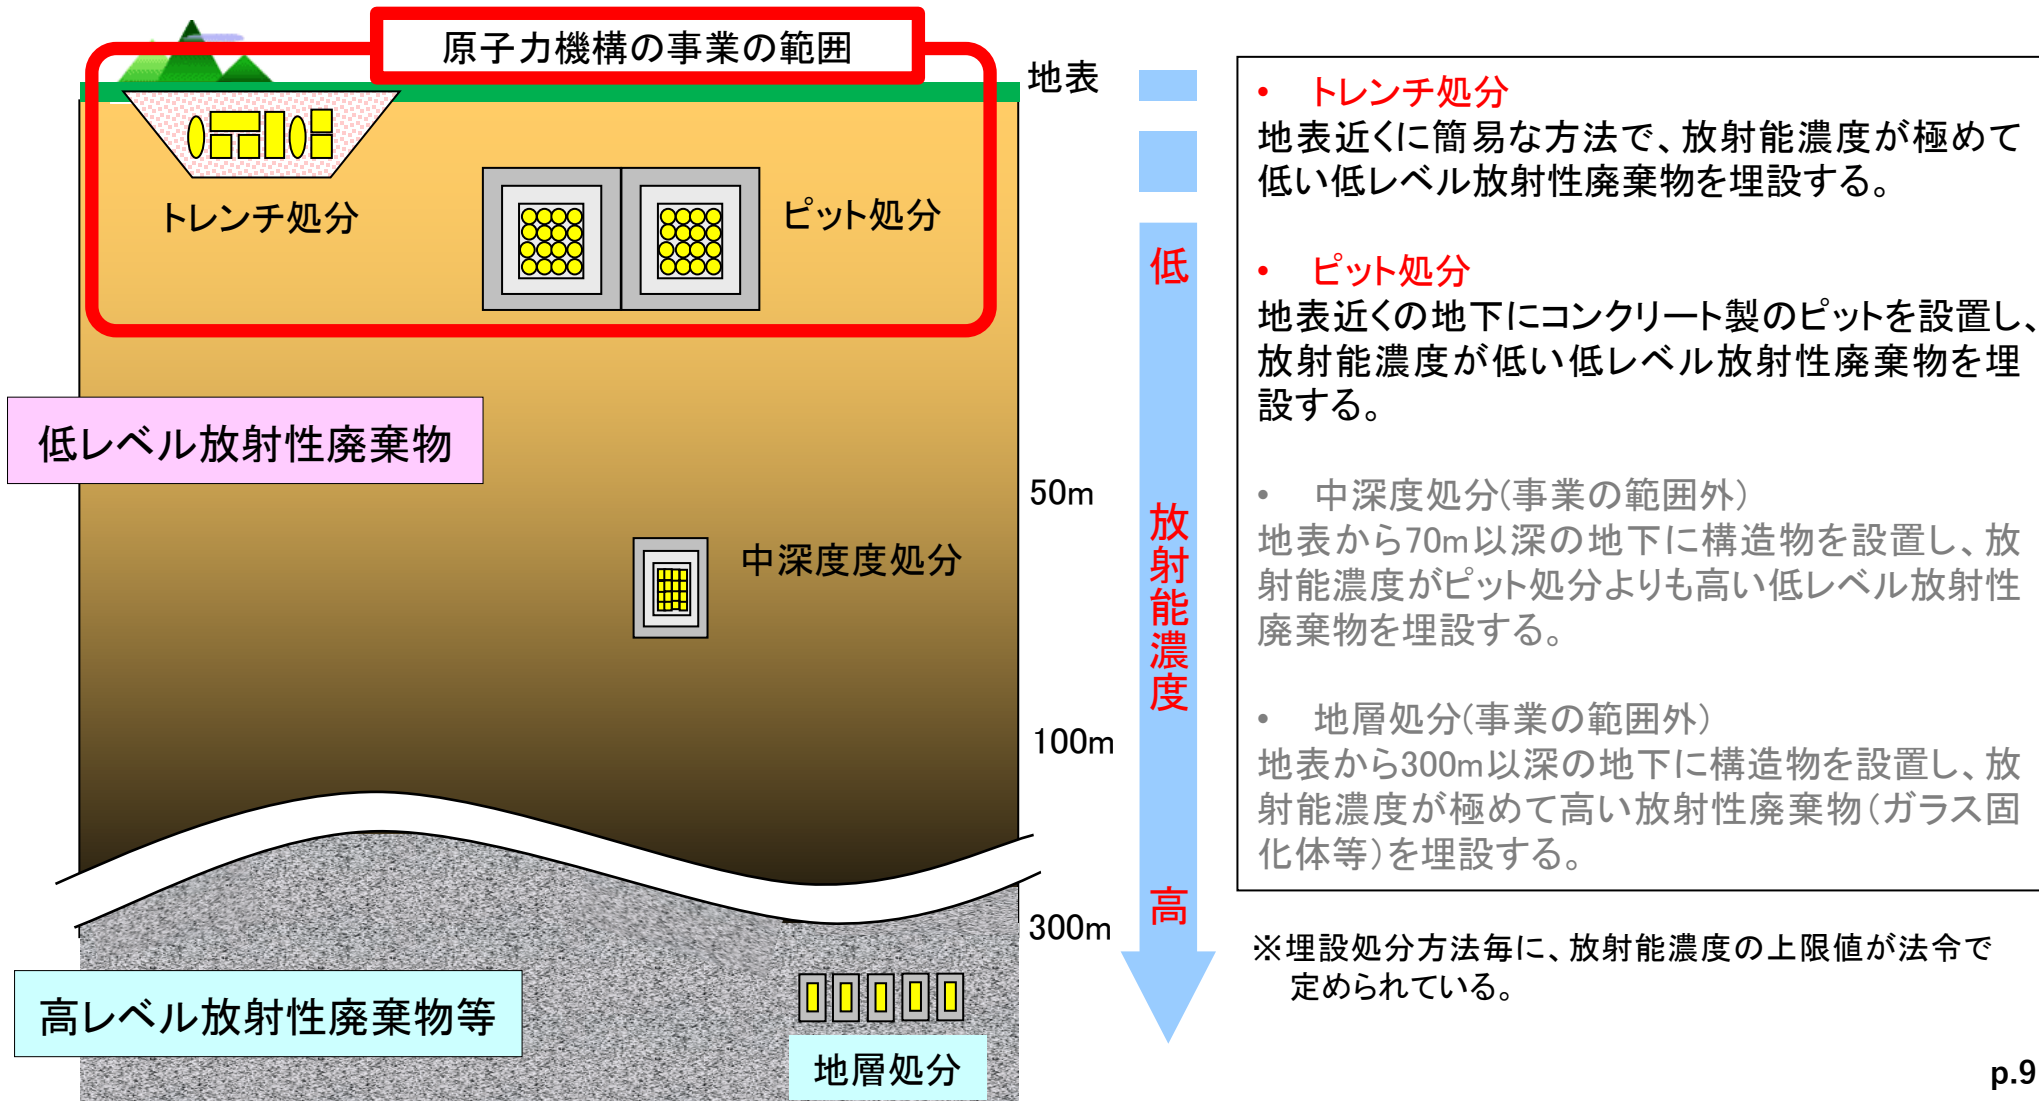 原子力機構の事業の範囲
地表
トレンチ処分
ピット処分
低レベル放射性廃棄物
50m
中深度度処分
100m
300m
高レベル放射性廃棄物等
地層処分
低
放射能濃度
高
• トレンチ処分
地表近くに簡易な方法で、放射能濃度が極めて
低い低レベル放射性廃棄物を埋設する。
• ピット処分
地表近くの地下にコンクリート製のピットを設置し、
放射能濃度が低い低レベル放射性廃棄物を埋
設する。
• 中深度処分(事業の範囲外)
地表から70m以深の地下に構造物を設置し、放
射能濃度がピット処分よりも高い低レベル放射性
廃棄物を埋設する。
• 地層処分(事業の範囲外)
地表から300m以深の地下に構造物を設置し、放
射能濃度が極めて高い放射性廃棄物(ガラス固
化体等)を埋設する。
※埋設処分方法毎に、放射能濃度の上限値が法令で
定められている。
p.9